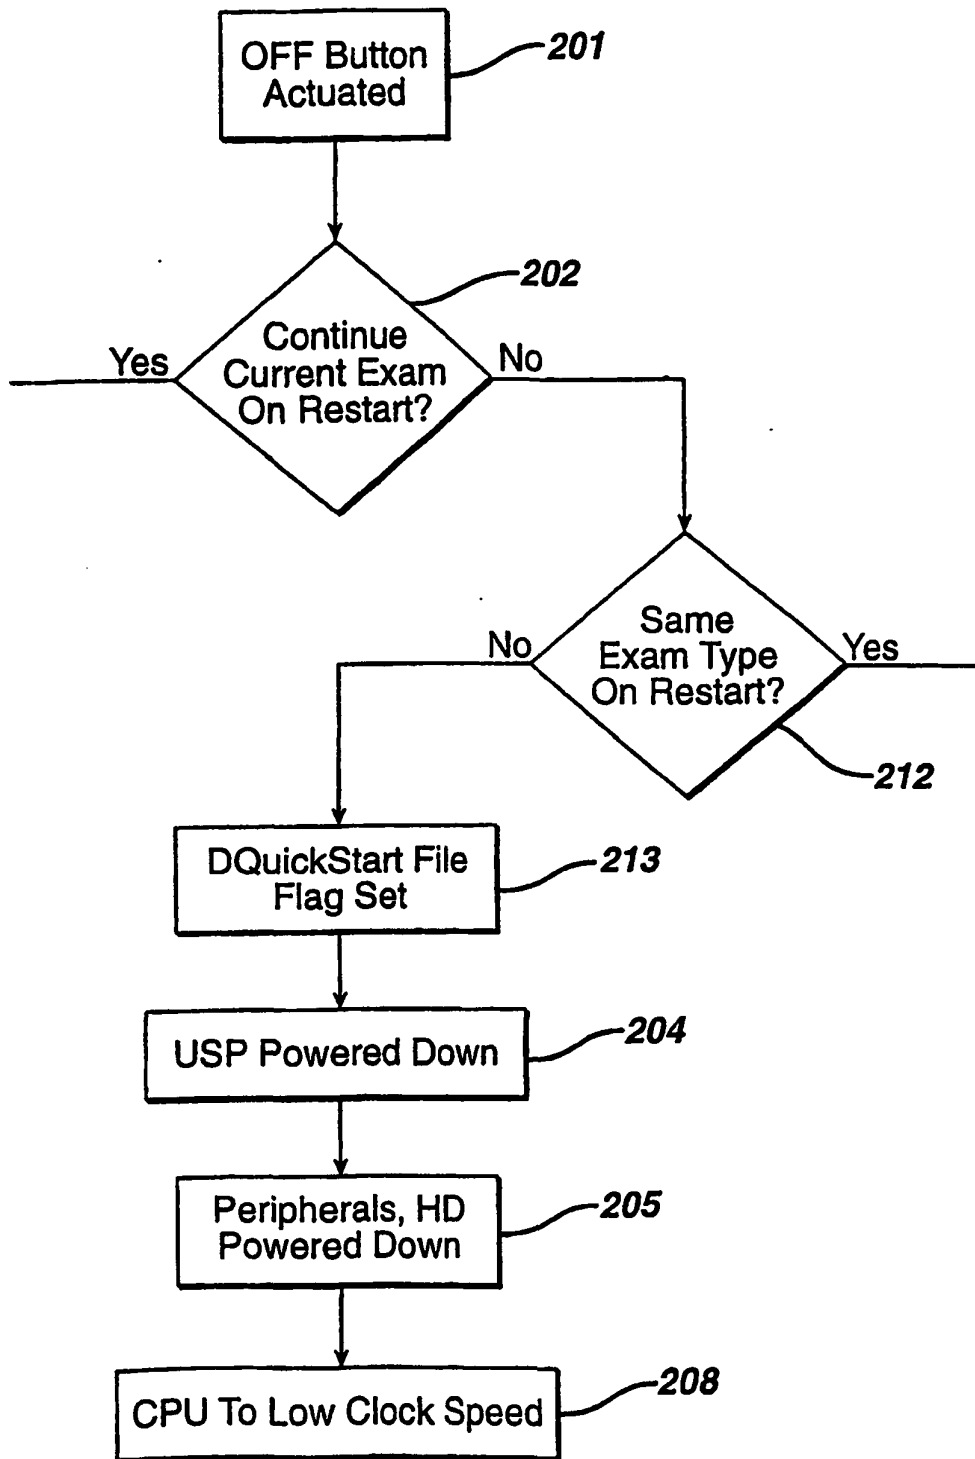 OFF Button
Actuated
201
202
Continue
Current Exam
On Restart?
Yes
No
Same
Exam Type
On Restart?
No
Yes
212
DQuickStart File
Flag Set
213
USP Powered Down
204
Peripherals, HD
Powered Down
205
CPU To Low Clock Speed
208